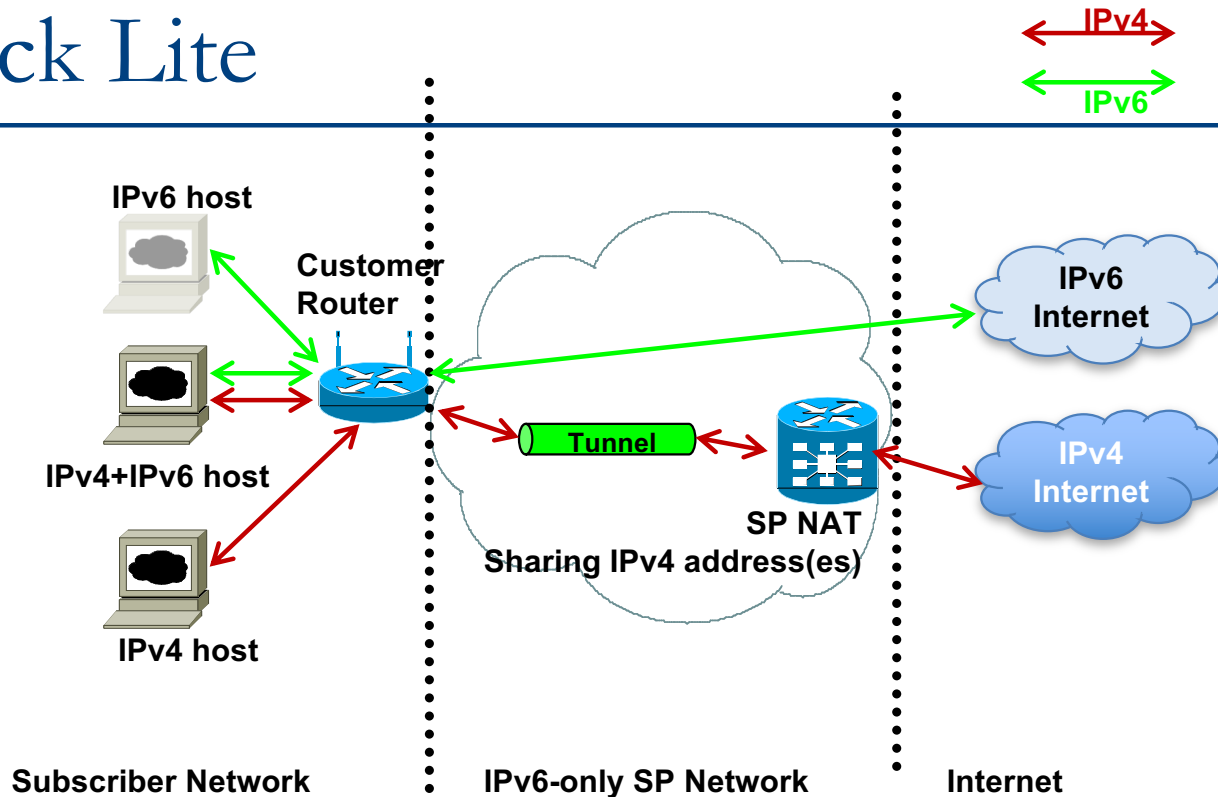 ck Lite
IPv4
IPv6
IPv6 host
Customer
Router
IPv6
Internet
Tunnel
IPv4+IPv6 host
IPv4
Internet
SP NAT
Sharing IPv4 address(es)
IPv4 host
Subscriber Network
IPv6-only SP Network
Internet